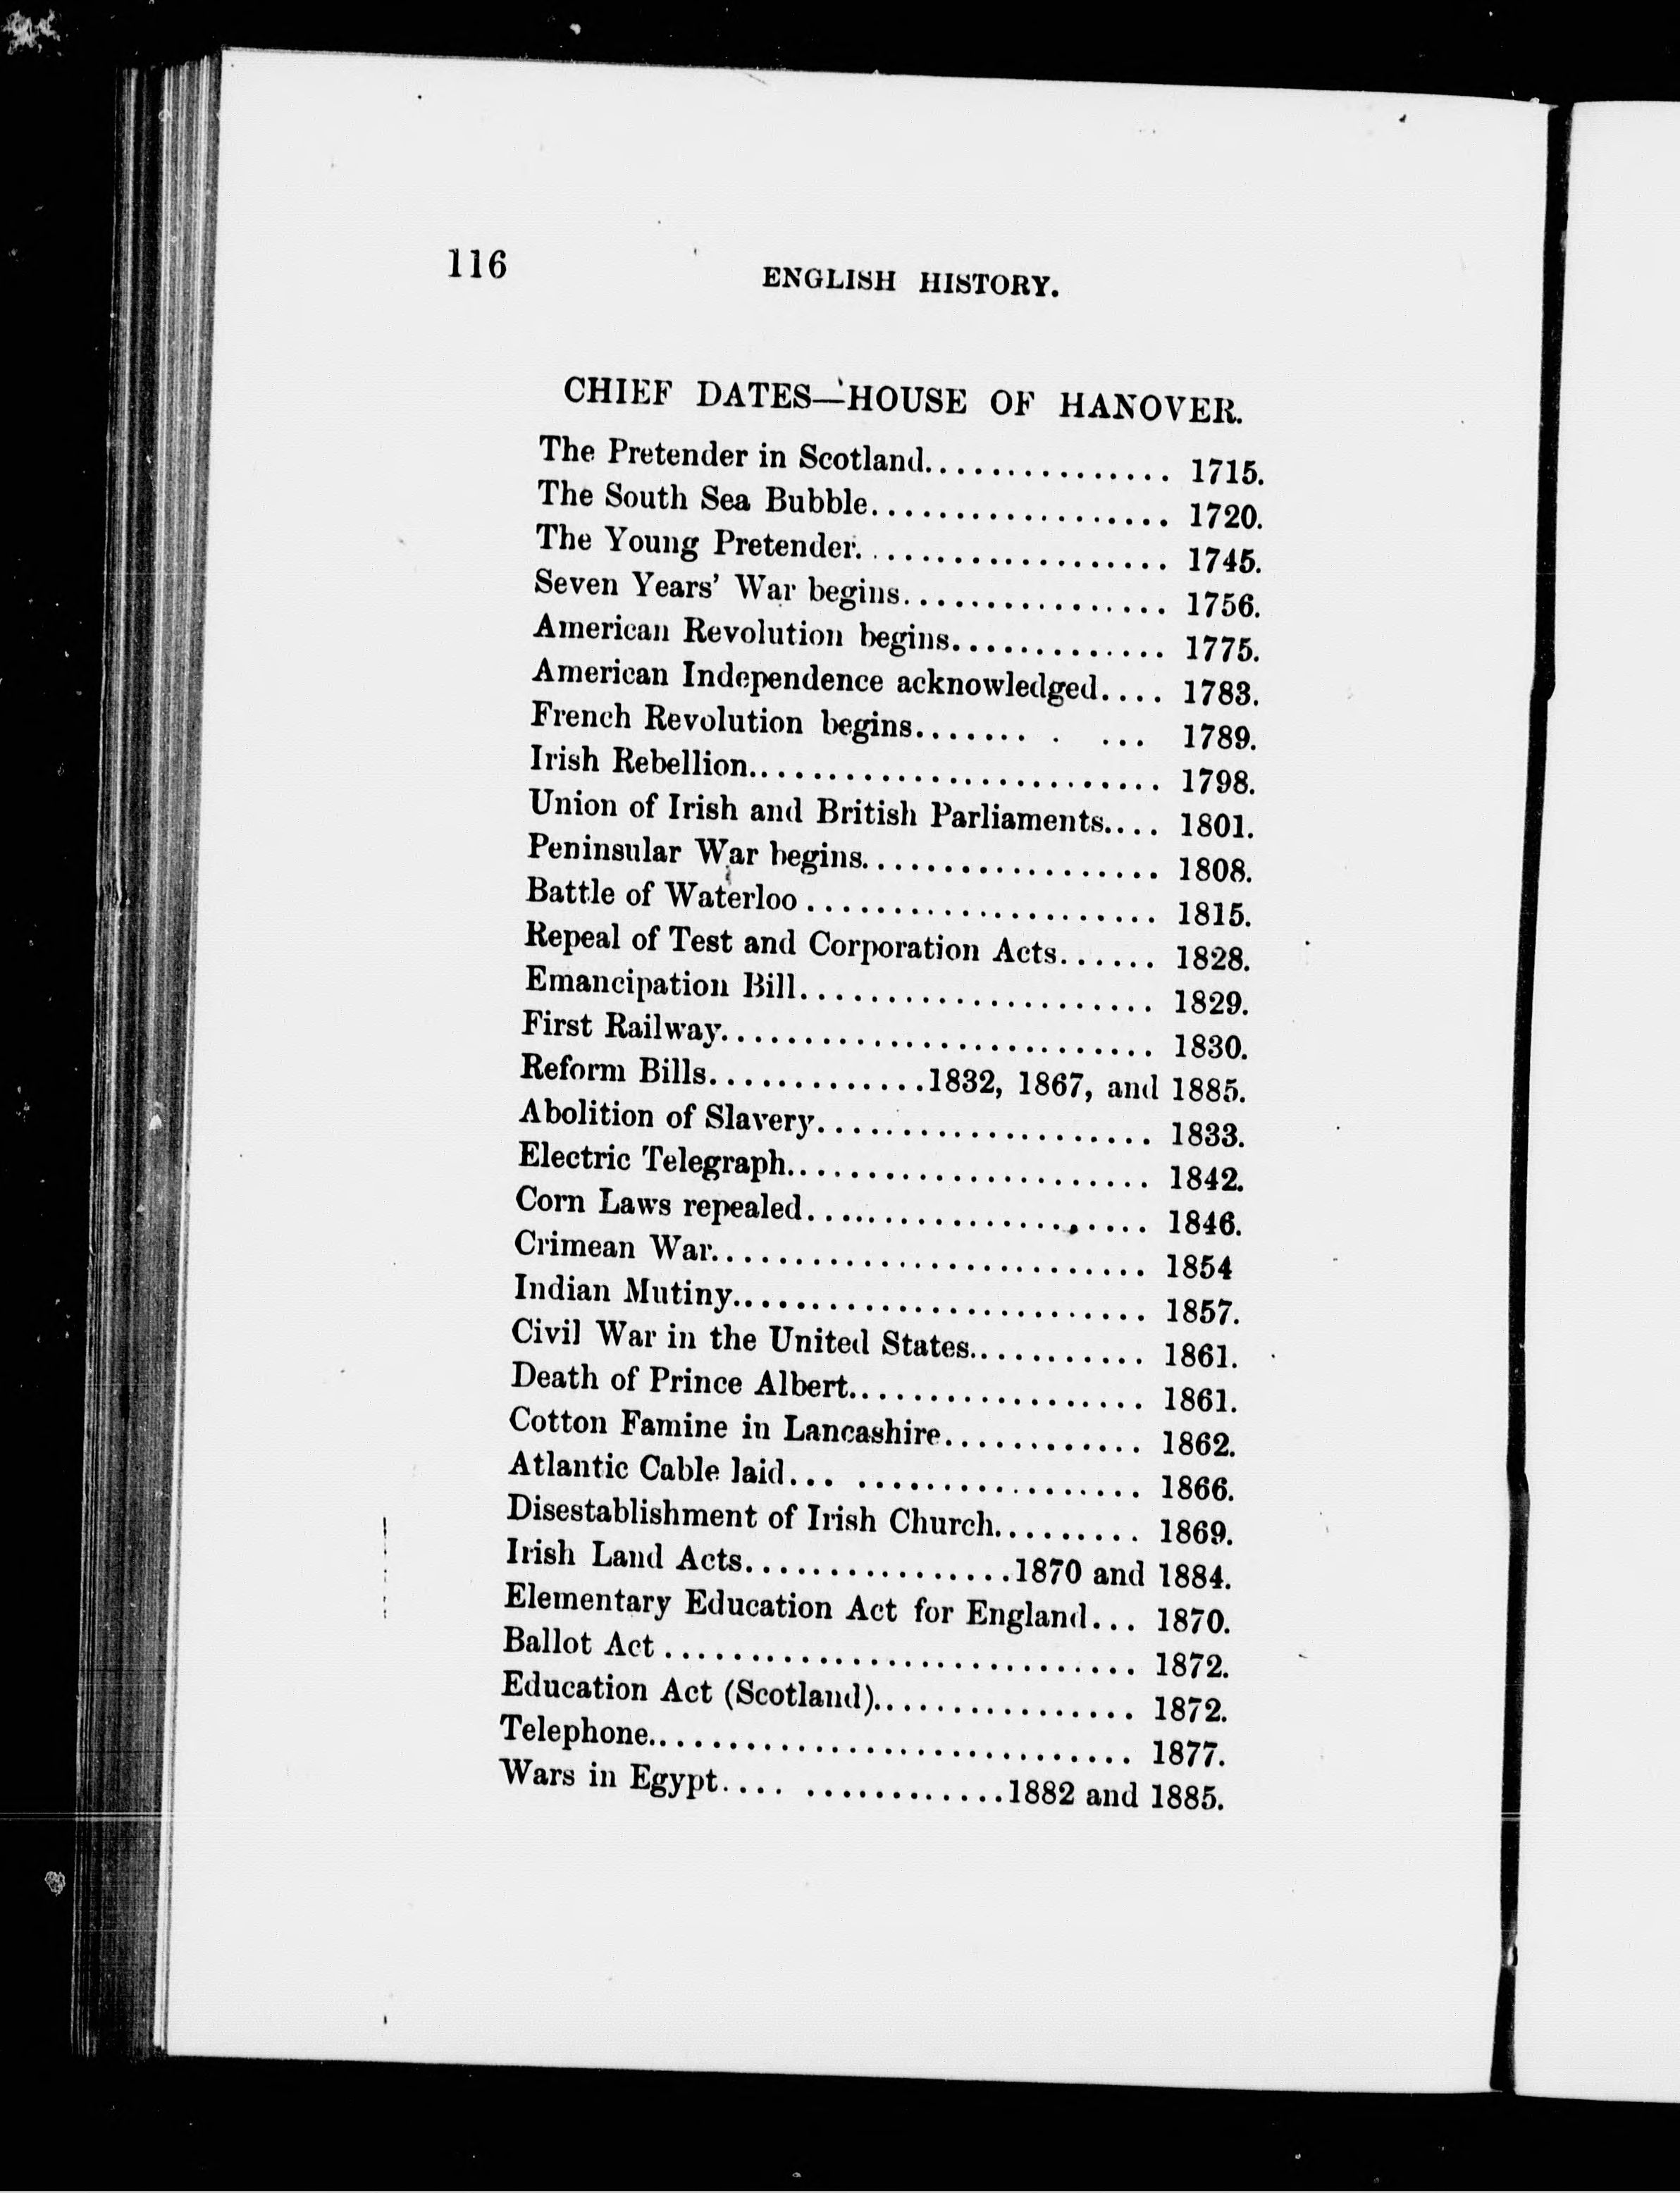 116
ENGLISH HISTORY.
CHIEF DATES—HOUSE OF HANOVER.
The Pretender in Scotland............... 1715.
The South Sea Bubble.................. 1720.
The Young Pretender................... 1745.
Seven Years' War begins................ 1756.
American Revolution begins............. 1775.
American Independence acknowledged.... 1783.
French Revolution begins....... . ... 1789.
Irish Rebellion......................... 1798.
Union of Irish and British Parliaments.... 1801.
Peninsular War begins.................. 1808.
Battle of Waterloo ..................... 1815.
Repeal of Test and Corporation Acts...... 1828.
Emancipation Bill..................... 1829.
First Railway.......................... 1830.
Reform Bills.............1832, 1867, and 1885.
Abolition of Slavery.................... 1833.
Electric Telegraph...................... 1842.
Corn Laws repealed..................... 1846.
Crimean War.......................... 1854
Indian Mutiny......................... 1857.
Civil War in the United States........... 1861.
Death of Prince Albert.................. 1861.
Cotton Famine in Lancashire............ 1862.
Atlantic Cable laid... ................. 1866.
Disestablishment of Irish Church......... 1869.
Irish Land Acts................1870 and 1884.
Elementary Education Act for England... 1870.
Ballot Act ............................ 1872.
Education Act (Scotland)................ 1872.
Telephone............................. 1877.
Wars in Egypt.... ............1882 and 1885.